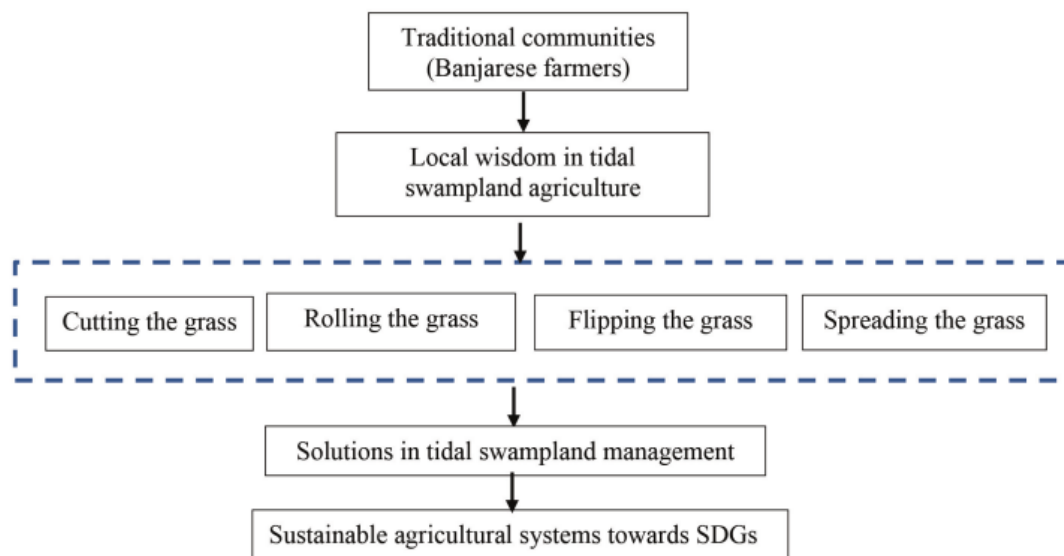 Traditional communities
(Banjarese farmers)
Local wisdom in tidal
swampland agriculture
Cutting the grass
Rolling the grass
Flipping the grass
Spreading the grass
Solutions in tidal swampland management
Sustainable agricultural systems towards SDGs